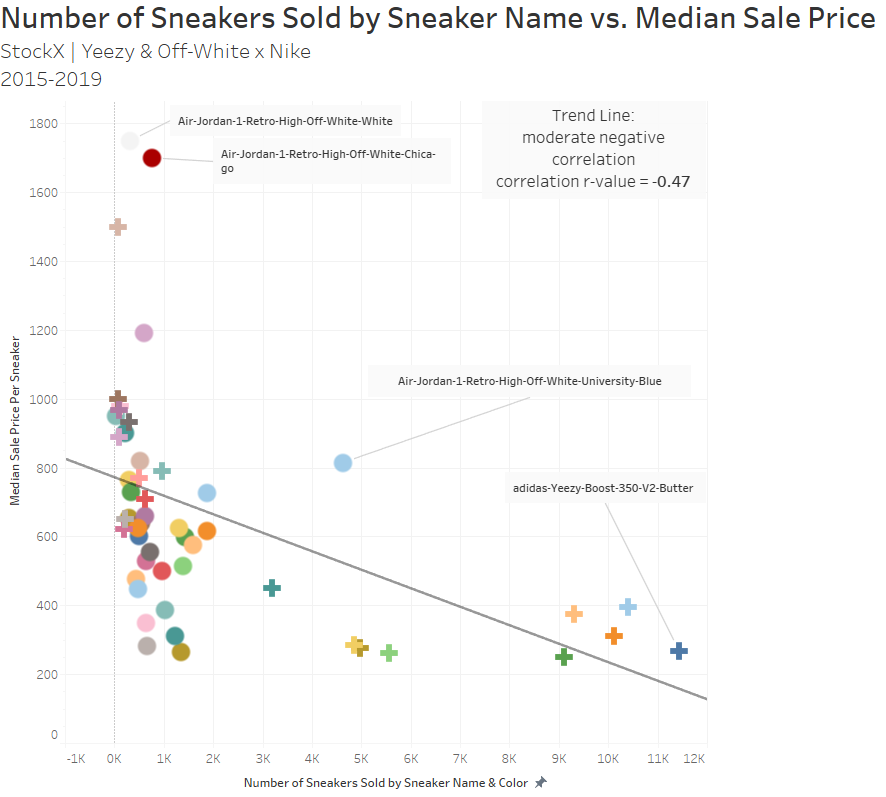 Number of Sneakers Sold by Sneaker Name vs. Median Sale Price
StockX | Yeezy & Off-White x Nike
2015-2019
Trend Line:
moderate negative
correlation
correlation r-value = -0.47
Air-Jordan-1-Retro-High-Off-White-White
Air-Jordan-1-Retro-High-Off-White-Chica-
go
Air-Jordan-1-Retro-High-Off-White-University-Blue
adidas-Yeezy-Boost-350-V2-Butter
Median Sale Price Per Sneaker
1800
1600
1400
1200
1000
800
600
400
200
0
-1K 0K 1K 2K 3K 4K 5K 6K 7K 8K 9K 10K 11K 12K
Number of Sneakers Sold by Sneaker Name & Color